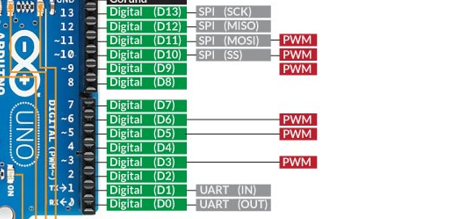 GND Ground
13 Digital (D13) SPI (SCK)
12 Digital (D12) SPI (MISO)
~11 Digital (D11) SPI (MOSI) PWM
~10 Digital (D10) SPI (SS) PWM
~9 Digital (D9) PWM
8 Digital (D8)
7 Digital (D7)
~6 Digital (D6) PWM
~5 Digital (D5) PWM
4 Digital (D4)
~3 Digital (D3) PWM
2 Digital (D2)
TX→1 Digital (D1) UART (IN)
RX←0 Digital (D0) UART (OUT)
ARDUINO
UNO
DIGITAL (PWM~)
ON